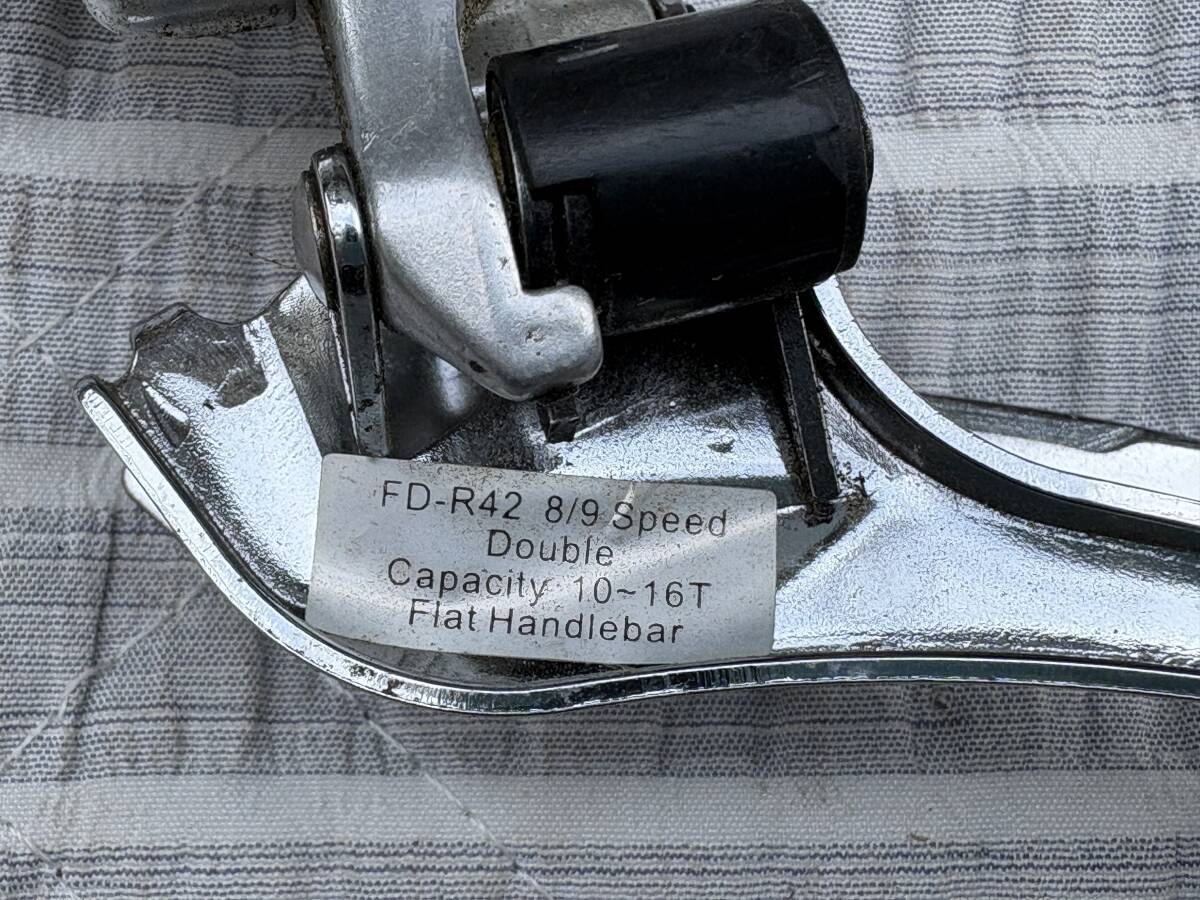 FD-R42 8/9 Speed
Double
Capacity 10~16T
Flat Handlebar